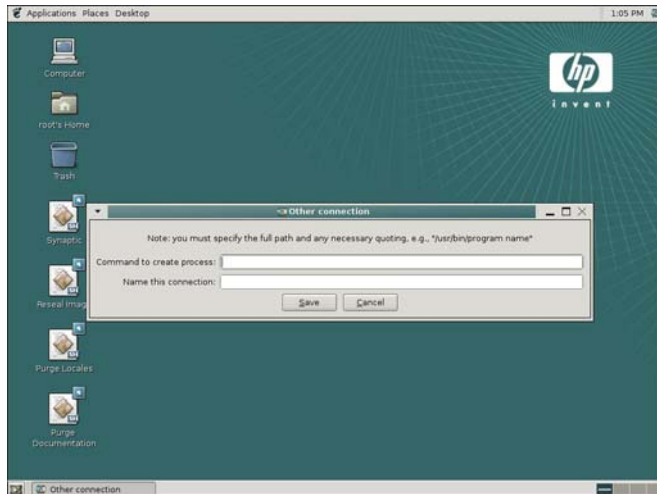 Applications Places Desktop
1:05 PM
Computer
root's Home
Trash
Synaptic
Reseal Imag
Purge Locales
Purge
Documentation
hp
invent
Other connection
Note: you must specify the full path and any necessary quoting, e.g., "/usr/bin/program name"
Command to create process:
Name this connection:
Save
Cancel
Other connection